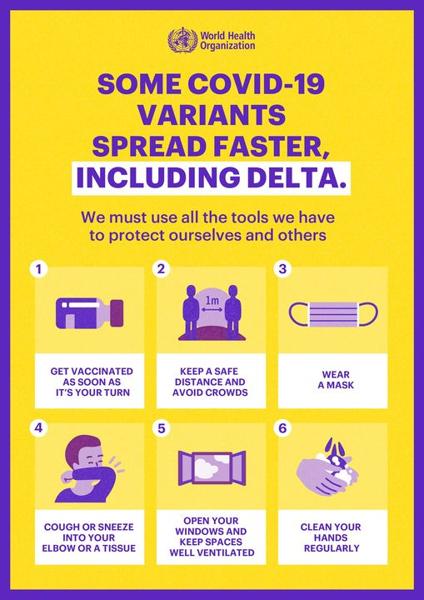 World Health
Organization
SOME COVID-19
VARIANTS
SPREAD FASTER,
INCLUDING DELTA.
We must use all the tools we have
to protect ourselves and others
1
2
1m
3
GET VACCINATED
AS SOON AS
IT'S YOUR TURN
KEEP A SAFE
DISTANCE AND
AVOID CROWDS
WEAR
A MASK
4
5
6
COUGH OR SNEEZE
INTO YOUR
ELBOW OR A TISSUE
OPEN YOUR
WINDOWS AND
KEEP SPACES
WELL VENTILATED
CLEAN YOUR
HANDS
REGULARLY